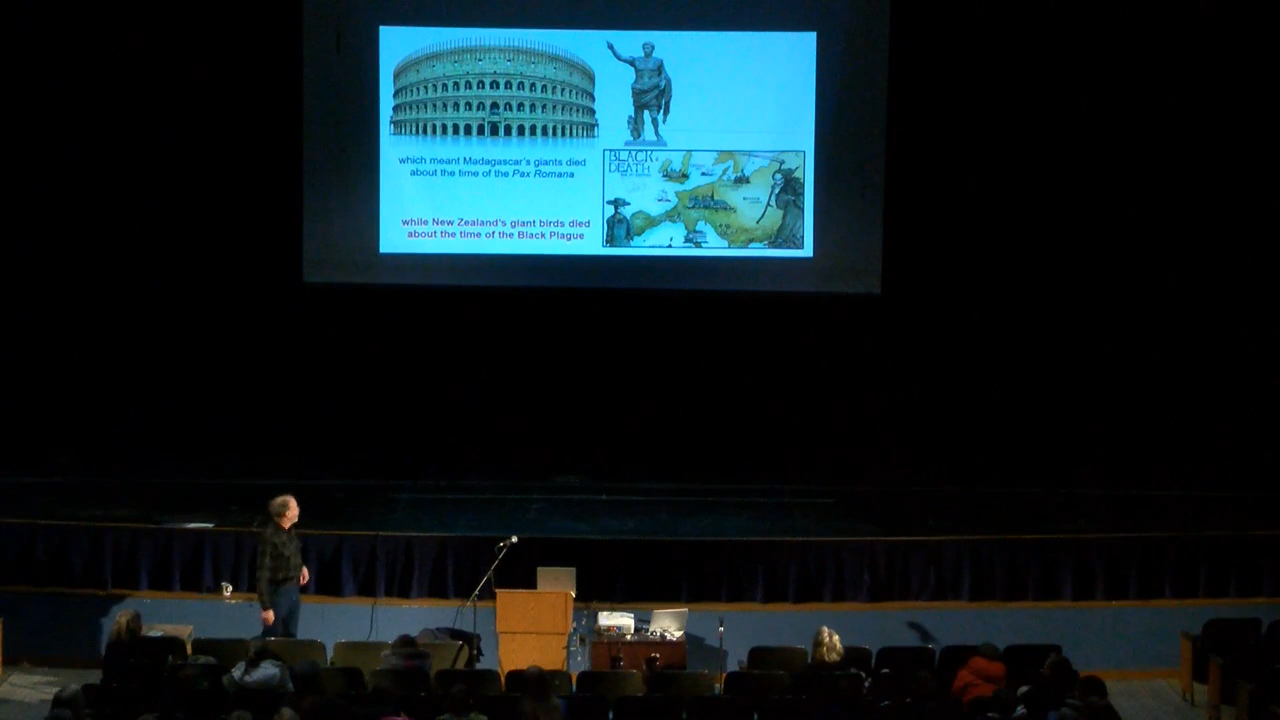 which meant Madagascar's giants died
about the time of the Pax Romana
while New Zealand's giant birds died
about the time of the Black Plague
BLACK
DEATH